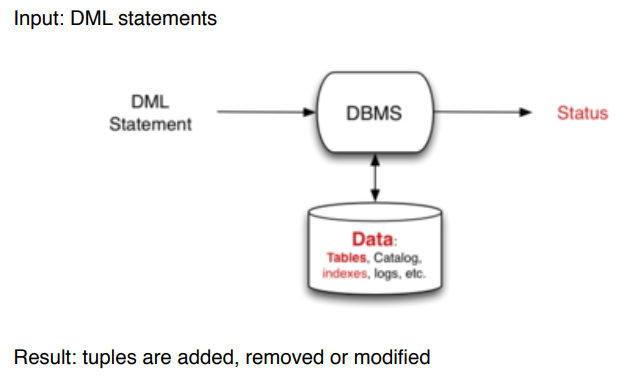 Input: DML statements
DML
Statement
DBMS
Status
Data:
Tables, Catalog,
indexes, logs, etc.
Result: tuples are added, removed or modified